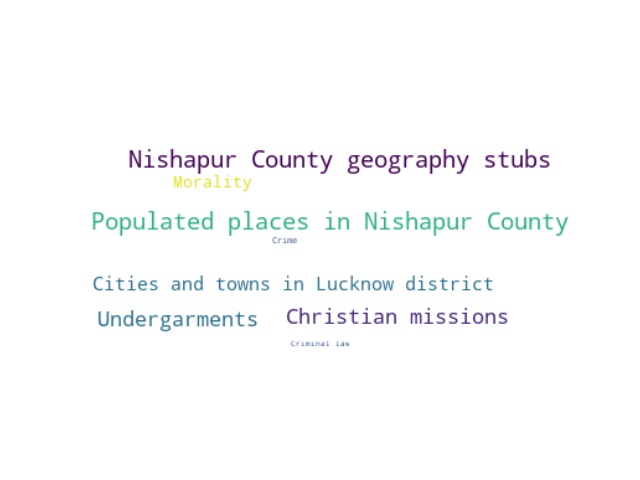 Nishapur County geography stubs
Morality
Populated places in Nishapur County
Crime
Cities and towns in Lucknow district
Undergarments
Christian missions
Criminal law